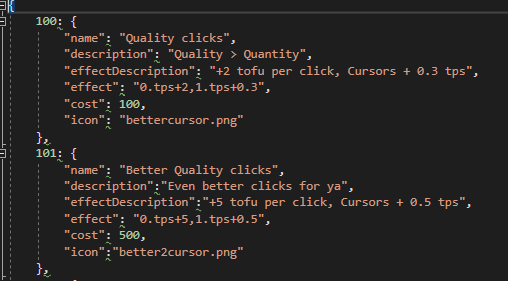 {
100: {
"name": "Quality clicks",
"description": "Quality > Quantity",
"effectDescription": "+2 tofu per click, Cursors + 0.3 tps",
"effect": "0.tps+2,1.tps+0.3",
"cost": 100,
"icon": "bettercursor.png"
},
101: {
"name": "Better Quality clicks",
"description":"Even better clicks for ya",
"effectDescription":"+5 tofu per click, Cursors + 0.5 tps",
"effect": "0.tps+5,1.tps+0.5",
"cost": 500,
"icon":"better2cursor.png"
},